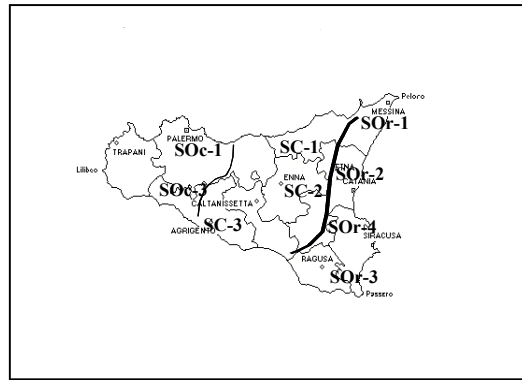 Peloro
MESSINA
SOr-1
PALERMO
SOc-1
SC-1
TRAPANI
Lilibeo
SOr-2
ENNA
SC-2
CATANIA
SOc-3
CALTANISSETTA
SC-3
SOr-4
AGRIGENTO
SIRACUSA
RAGUSA
SOr-3
Passero